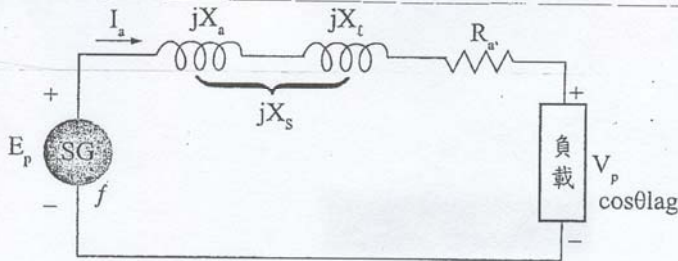 I_a jX_a jX_ℓ R_a'
jX_S
+ +
E_p SG 負載 V_p
f cosθlag
− −